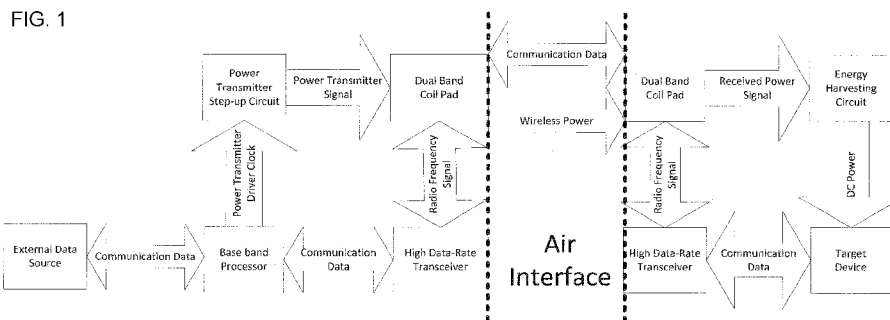 FIG. 1
Power
Transmitter
Step-up Circuit
Power Transmitter
Signal
Dual Band
Coil Pad
Communication Data
Wireless Power
Dual Band
Coil Pad
Received Power
Signal
Energy
Harvesting
Circuit
Power Transmitter
Driver Clock
Radio Frequency
Signal
Radio Frequency
Signal
DC Power
External Data
Source
Communication Data
Base band
Processor
Communication
Data
High Data-Rate
Transceiver
Air
Interface
High Data-Rate
Transceiver
Communication
Data
Target
Device